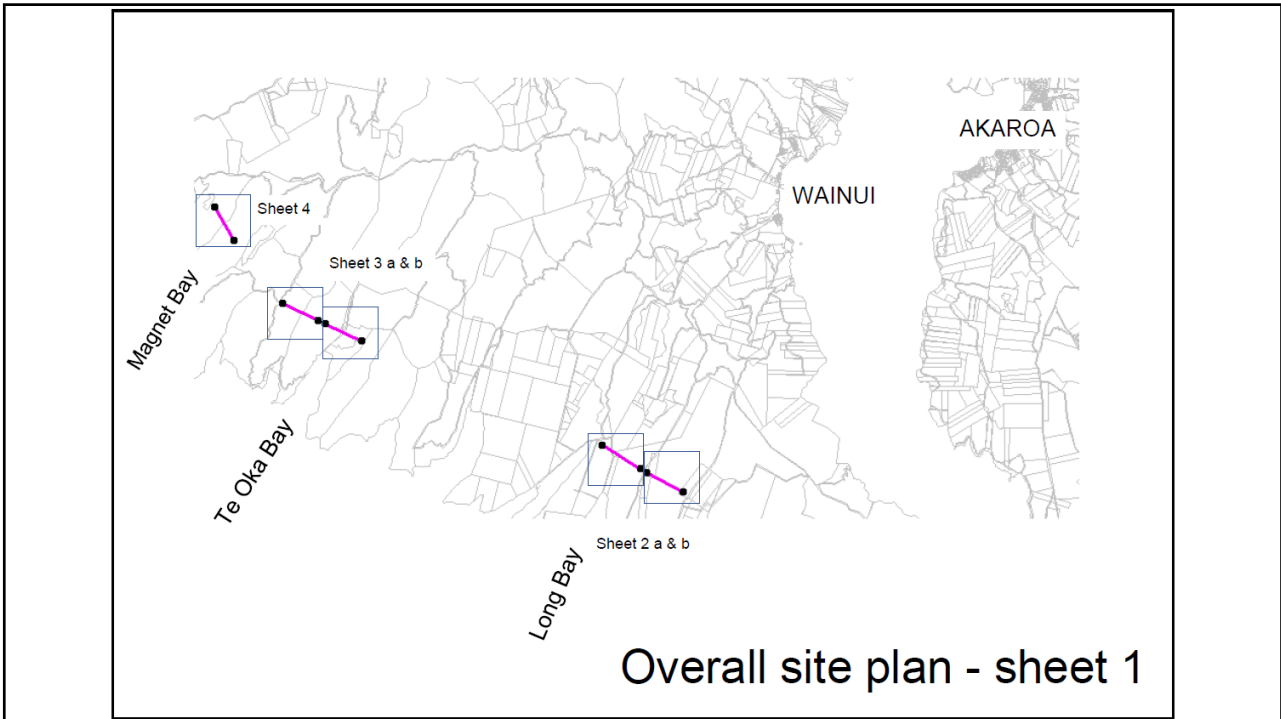 AKAROA
WAINUI
Sheet 4
Sheet 3 a & b
Magnet Bay
Te Oka Bay
Sheet 2 a & b
Long Bay
Overall site plan - sheet 1